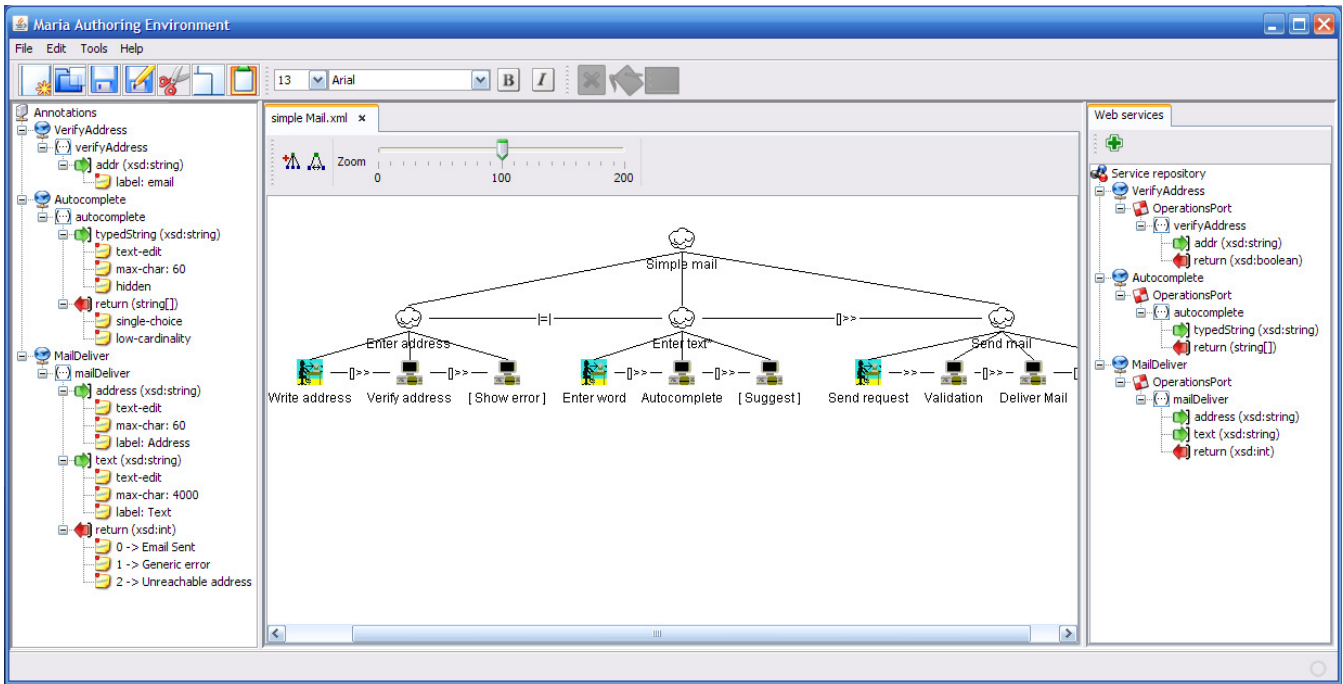 Maria Authoring Environment
File Edit Tools Help
13 Arial B I
Annotations
VerifyAddress
verifyAddress
addr (xsd:string)
label: email
Autocomplete
autocomplete
typedString (xsd:string)
text-edit
max-char: 60
hidden
return (string[])
single-choice
low-cardinality
MailDeliver
mailDeliver
address (xsd:string)
text-edit
max-char: 60
label: Address
text (xsd:string)
text-edit
max-char: 4000
label: Text
return (xsd:int)
0 -> Email Sent
1 -> Generic error
2 -> Unreachable address
simple Mail.xml
Zoom
0 100 200
Simple mail
|=| []>>
Enter address Enter text* Send mail
[]>> []>> []>> []>> >> []>> [
Write address Verify address [ Show error ] Enter word Autocomplete [ Suggest ] Send request Validation Deliver Mail
Web services
Service repository
VerifyAddress
OperationsPort
verifyAddress
addr (xsd:string)
return (xsd:boolean)
Autocomplete
OperationsPort
autocomplete
typedString (xsd:string)
return (string[])
MailDeliver
OperationsPort
mailDeliver
address (xsd:string)
text (xsd:string)
return (xsd:int)